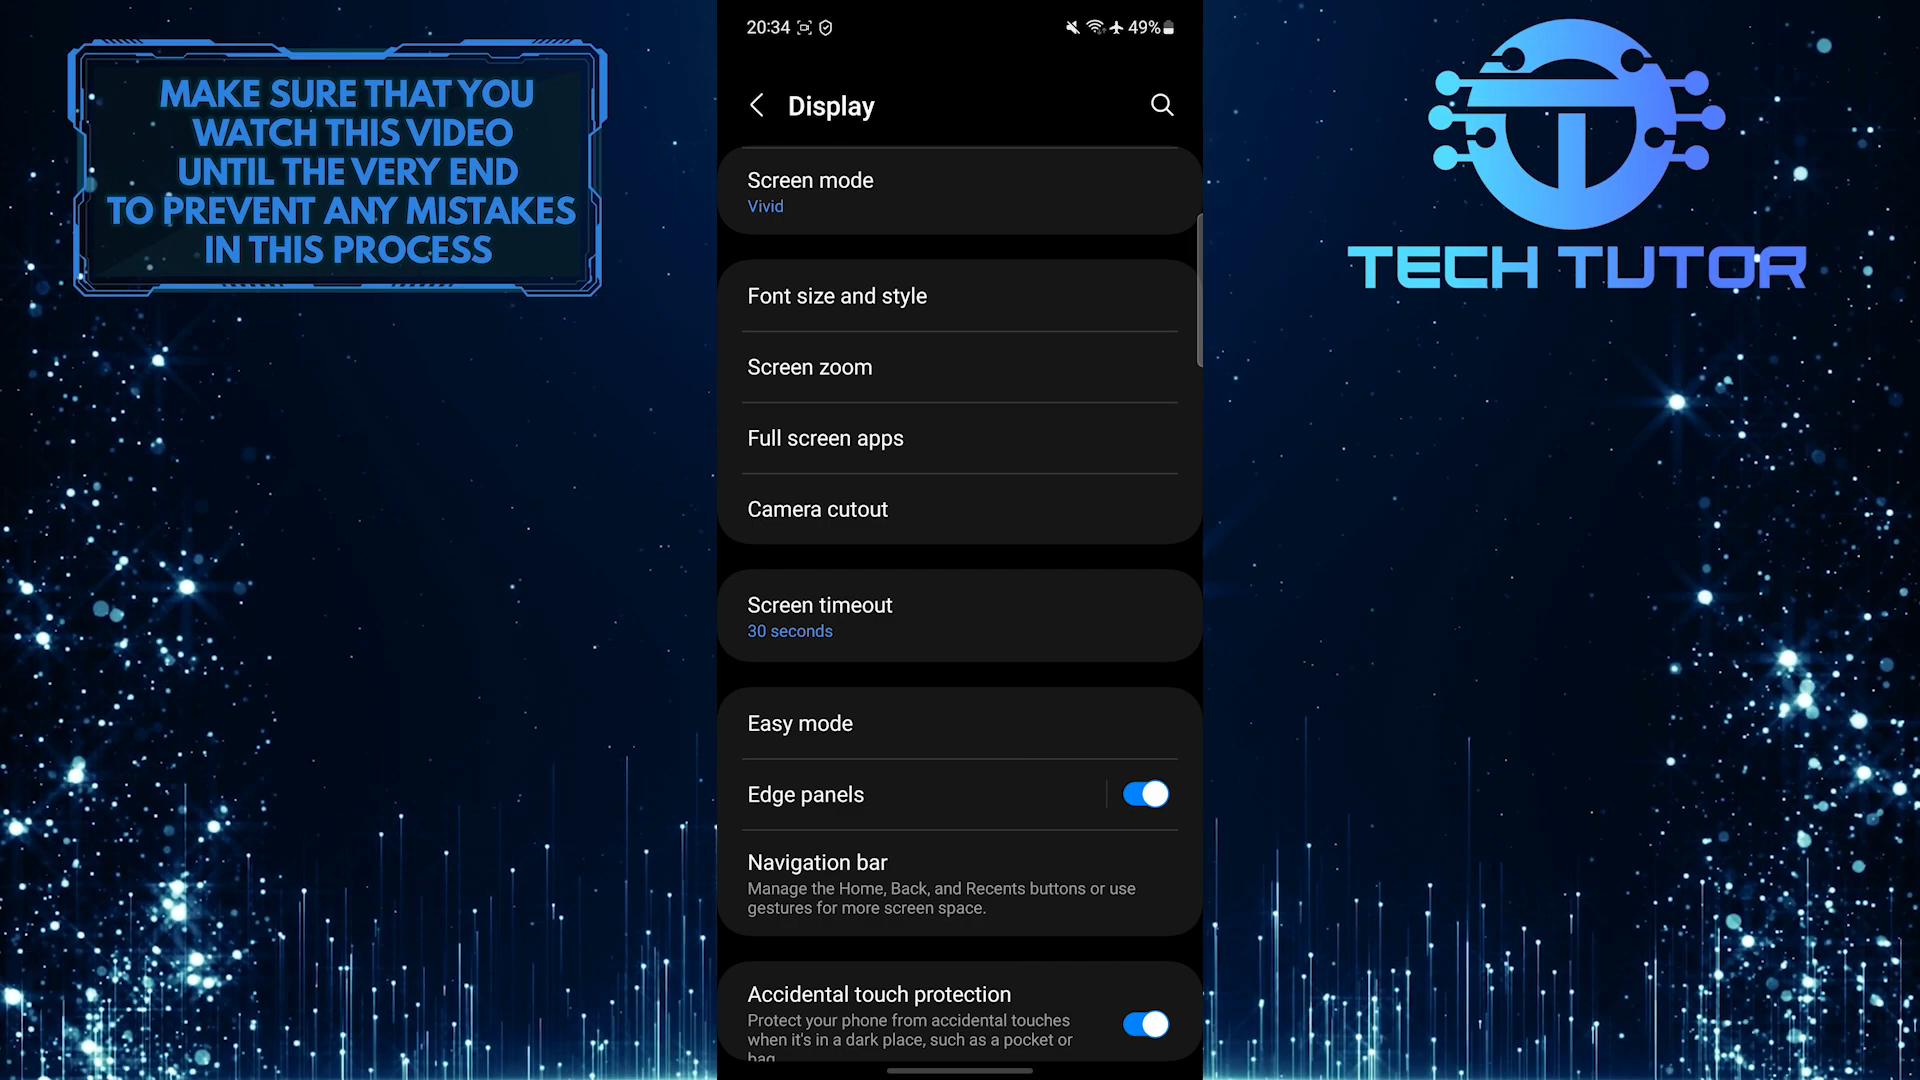 MAKE SURE THAT YOU
WATCH THIS VIDEO
UNTIL THE VERY END
TO PREVENT ANY MISTAKES
IN THIS PROCESS
20:34
49%
Display
Screen mode
Vivid
Font size and style
Screen zoom
Full screen apps
Camera cutout
Screen timeout
30 seconds
Easy mode
Edge panels
Navigation bar
Manage the Home, Back, and Recents buttons or use
gestures for more screen space.
Accidental touch protection
Protect your phone from accidental touches
when it's in a dark place, such as a pocket or
bag.
TECH TUTOR